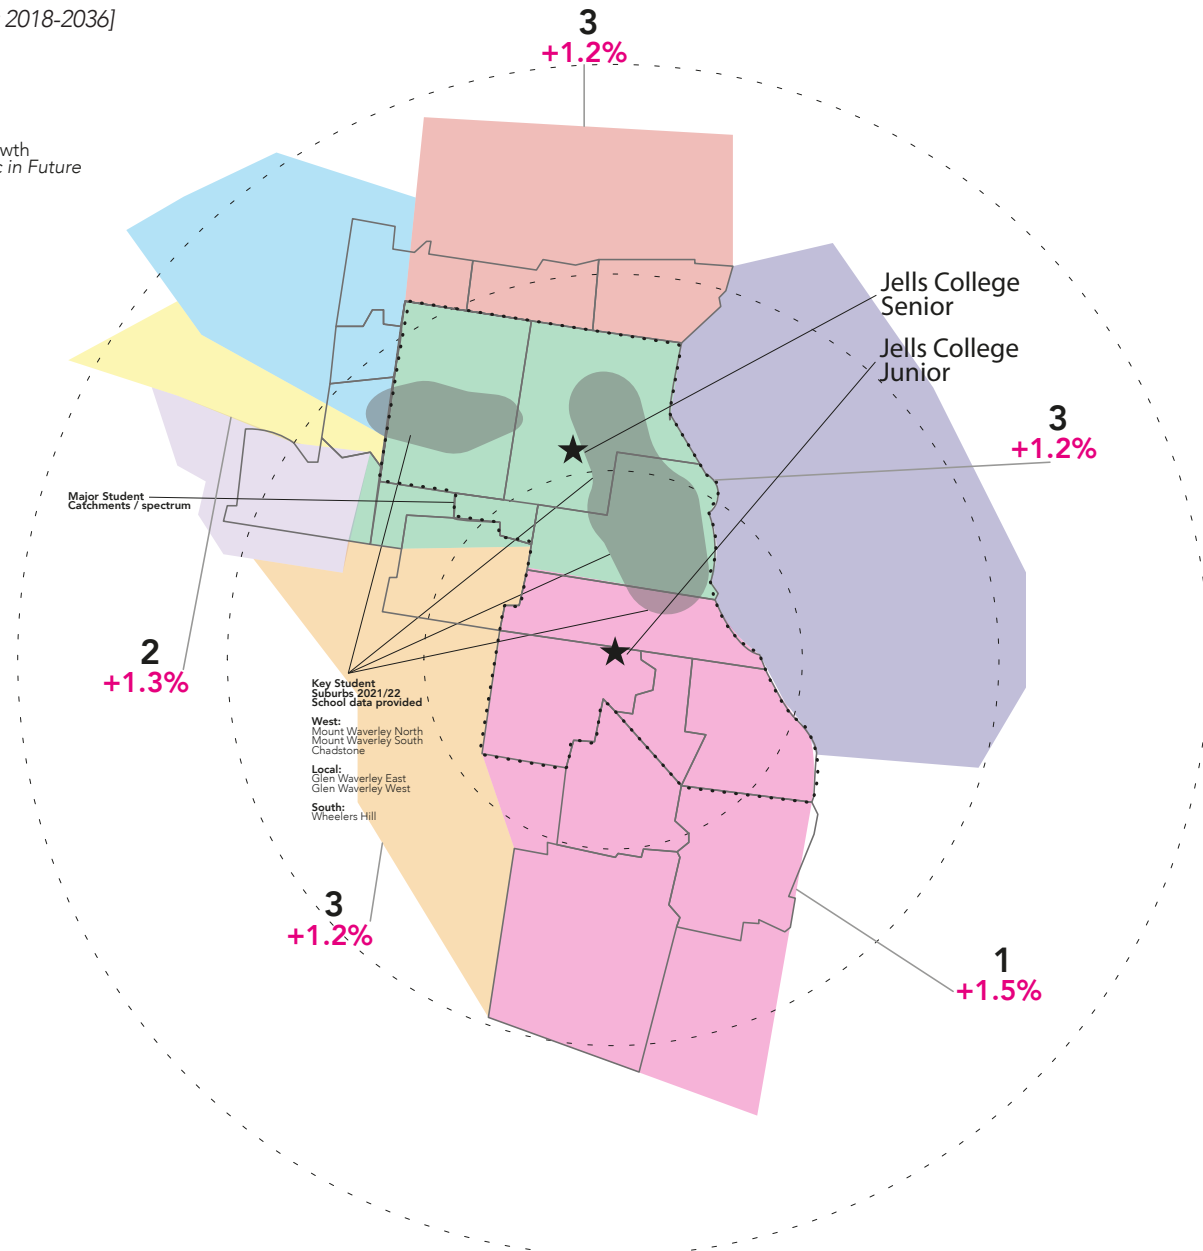 2018-2036]
3
+1.2%
wth
in Future
Jells College
Senior
Jells College
Junior
3
+1.2%
Major Student
Catchments / spectrum
2
+1.3%
Key Student
Suburbs 2021/22
School data provided
West:
Mount Waverley North
Mount Waverley South
Chadstone
Local:
Glen Waverley East
Glen Waverley West
South:
Wheelers Hill
3
+1.2%
1
+1.5%